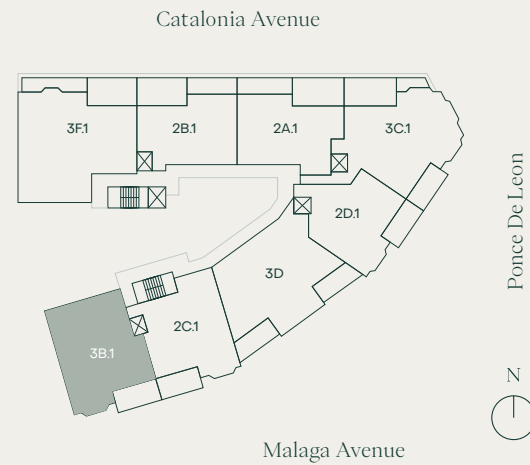 Catalonia Avenue
3F.1
2B.1
2A.1
3C.1
Ponce De Leon
2D.1
3D
2C.1
3B.1
N
Malaga Avenue